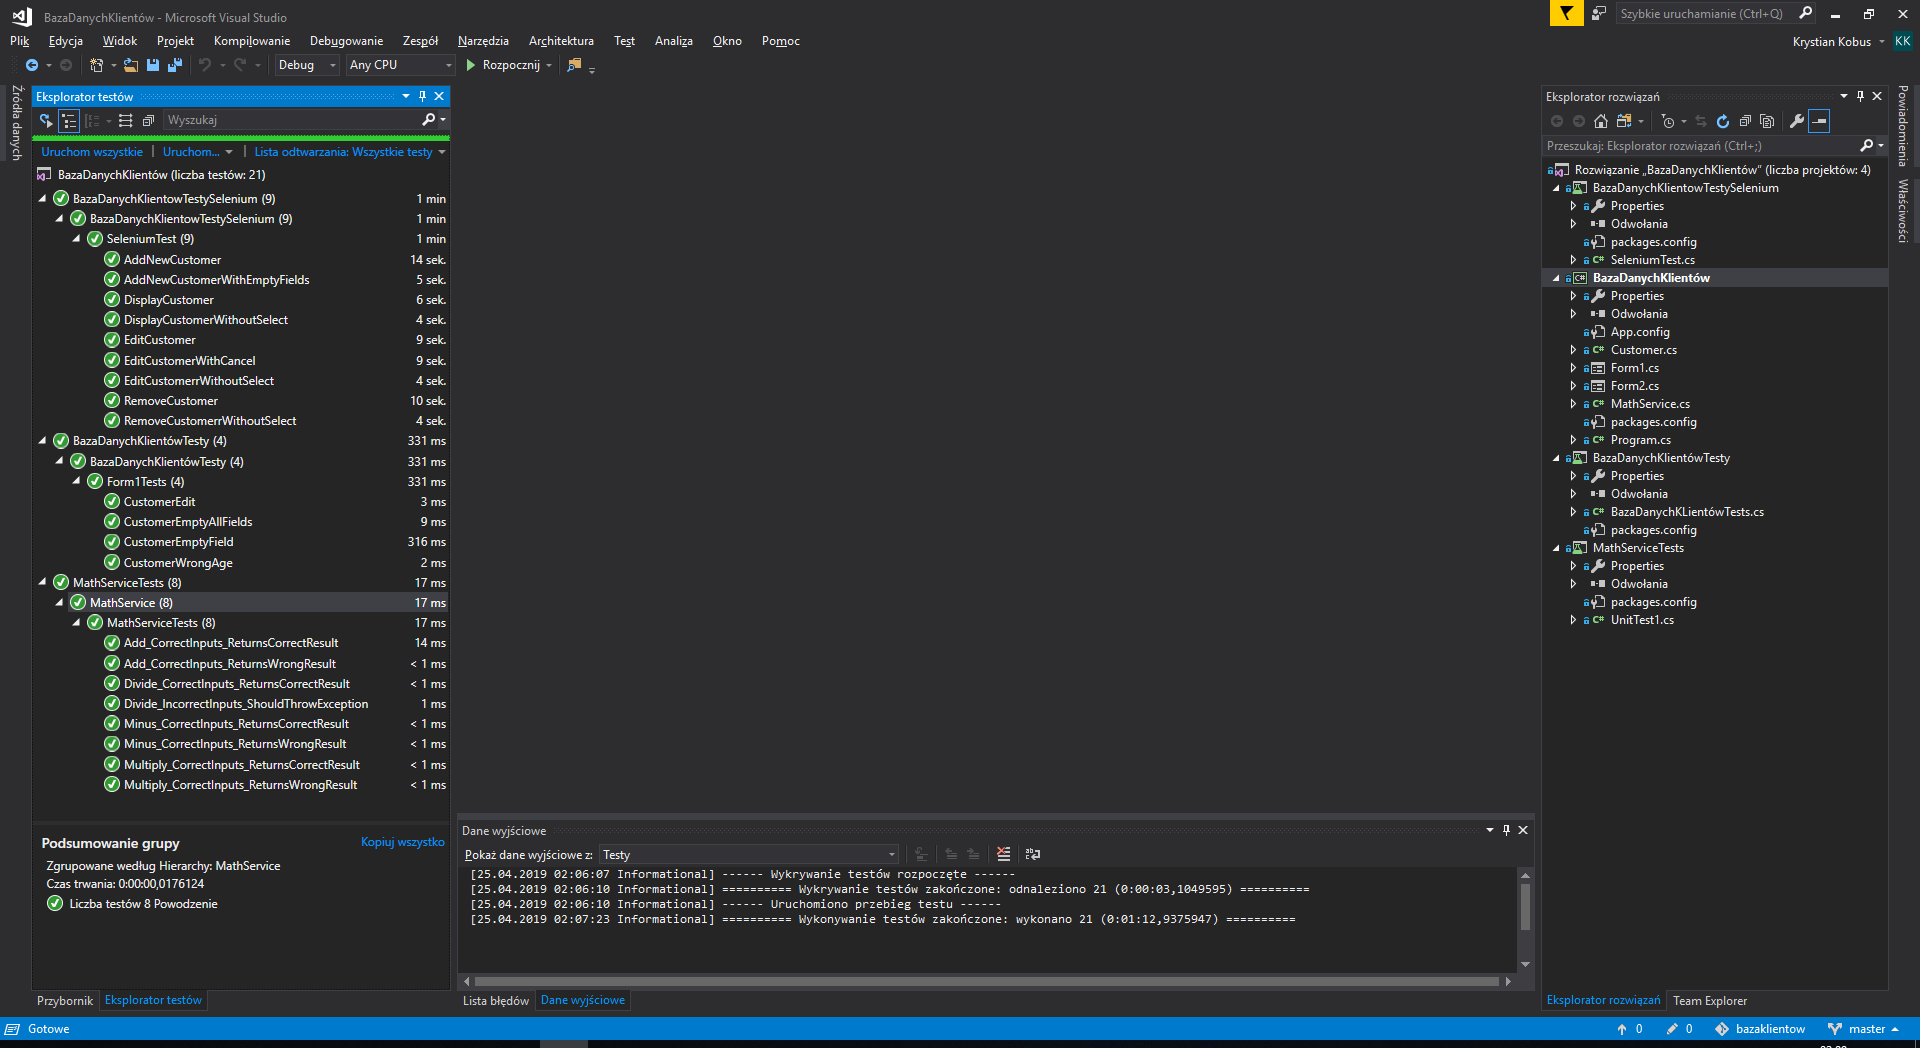 BazaDanychKlientów - Microsoft Visual Studio
Szybkie uruchamianie (Ctrl+Q)
Plik Edycja Widok Projekt Kompilowanie Debugowanie Zespół Narzędzia Architektura Test Analiza Okno Pomoc
Krystian Kobus KK
Debug Any CPU Rozpocznij
Źródła danych
Eksplorator testów
Wyszukaj
Uruchom wszystkie | Uruchom... | Lista odtwarzania: Wszystkie testy
BazaDanychKlientów (liczba testów: 21)
BazaDanychKlientowTestySelenium (9) 1 min
BazaDanychKlientowTestySelenium (9) 1 min
SeleniumTest (9) 1 min
AddNewCustomer 14 sek.
AddNewCustomerWithEmptyFields 5 sek.
DisplayCustomer 6 sek.
DisplayCustomerWithoutSelect 4 sek.
EditCustomer 9 sek.
EditCustomerWithCancel 9 sek.
EditCustomerrWithoutSelect 4 sek.
RemoveCustomer 10 sek.
RemoveCustomerrWithoutSelect 4 sek.
BazaDanychKlientówTesty (4) 331 ms
BazaDanychKlientówTesty (4) 331 ms
Form1Tests (4) 331 ms
CustomerEdit 3 ms
CustomerEmptyAllFields 9 ms
CustomerEmptyField 316 ms
CustomerWrongAge 2 ms
MathServiceTests (8) 17 ms
MathService (8) 17 ms
MathServiceTests (8) 17 ms
Add_CorrectInputs_ReturnsCorrectResult 14 ms
Add_CorrectInputs_ReturnsWrongResult < 1 ms
Divide_CorrectInputs_ReturnsCorrectResult < 1 ms
Divide_IncorrectInputs_ShouldThrowException 1 ms
Minus_CorrectInputs_ReturnsCorrectResult < 1 ms
Minus_CorrectInputs_ReturnsWrongResult < 1 ms
Multiply_CorrectInputs_ReturnsCorrectResult < 1 ms
Multiply_CorrectInputs_ReturnsWrongResult < 1 ms
Podsumowanie grupy Kopiuj wszystko
Zgrupowane według Hierarchy: MathService
Czas trwania: 0:00:00,0176124
Liczba testów 8 Powodzenie
Przybornik Eksplorator testów
Dane wyjściowe
Pokaż dane wyjściowe z: Testy
[25.04.2019 02:06:07 Informational] ------ Wykrywanie testów rozpoczęte ------
[25.04.2019 02:06:10 Informational] ========== Wykrywanie testów zakończone: odnaleziono 21 (0:00:03,1049595) ==========
[25.04.2019 02:06:10 Informational] ------ Uruchomiono przebieg testu ------
[25.04.2019 02:07:23 Informational] ========== Wykonywanie testów zakończone: wykonano 21 (0:01:12,9375947) ==========
Lista błędów Dane wyjściowe
Eksplorator rozwiązań
Przeszukaj: Eksplorator rozwiązań (Ctrl+;)
Rozwiązanie „BazaDanychKlientów” (liczba projektów: 4)
BazaDanychKlientowTestySelenium
Properties
Odwołania
packages.config
SeleniumTest.cs
BazaDanychKlientów
Properties
Odwołania
App.config
Customer.cs
Form1.cs
Form2.cs
MathService.cs
packages.config
Program.cs
BazaDanychKlientówTesty
Properties
Odwołania
BazaDanychKLientówTests.cs
packages.config
MathServiceTests
Properties
Odwołania
packages.config
UnitTest1.cs
Eksplorator rozwiązań Team Explorer
Powiadomienia
Właściwości
Gotowe
0 0 bazaklientow master